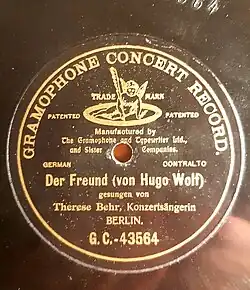 564
GRAMOPHONE CONCERT RECORD.
TRADE MARK
PATENTED PATENTED
Manufactured by
The Gramophone and Typewriter Ltd.,
and Sister Companies.
GERMAN CONTRALTO
Der Freund (von Hugo Wolf)
gesungen von
Therese Behr, Konzertsängerin
BERLIN.
G.C.-43564